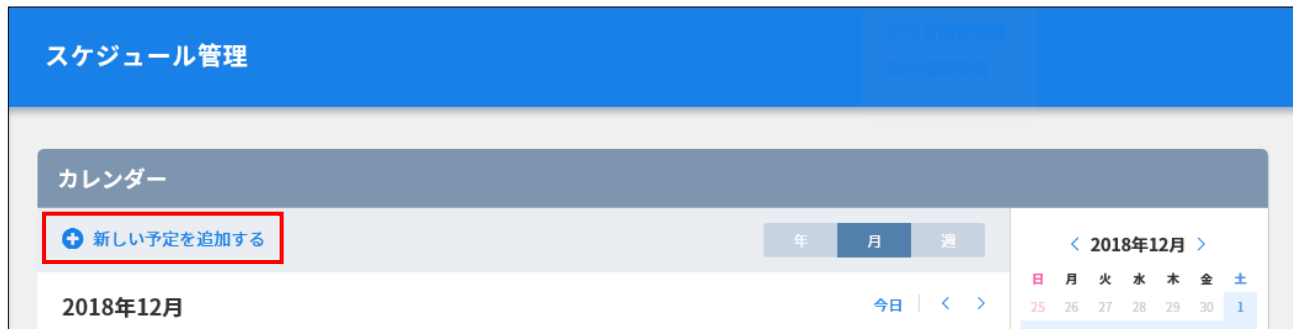 スケジュール管理
カレンダー
新しい予定を追加する
年 月 週
2018年12月
今日
2018年12月
日 月 火 水 木 金 土
25 26 27 28 29 30 1